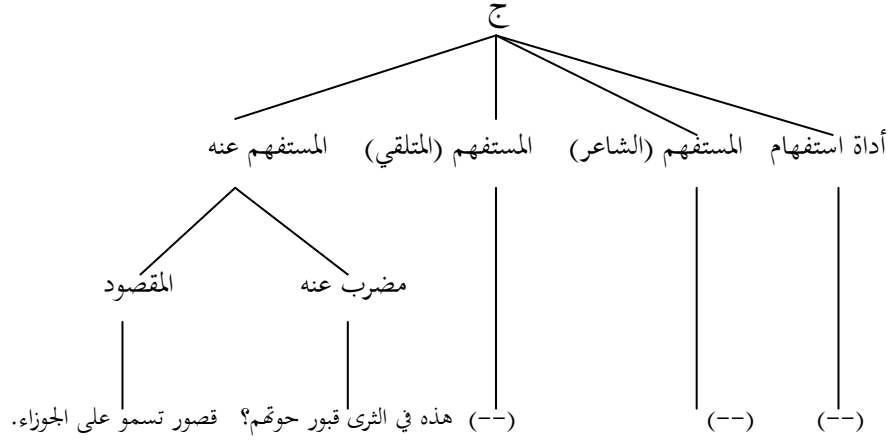 ج
أداة استفهام المستفهم (الشاعر) المستفهم (المتلقي) المستفهم عنه
مضرب عنه المقصود
(--) (--) (--) هذه في الثرى قبور حوتهم؟ قصور تسمو على الجوزاء.